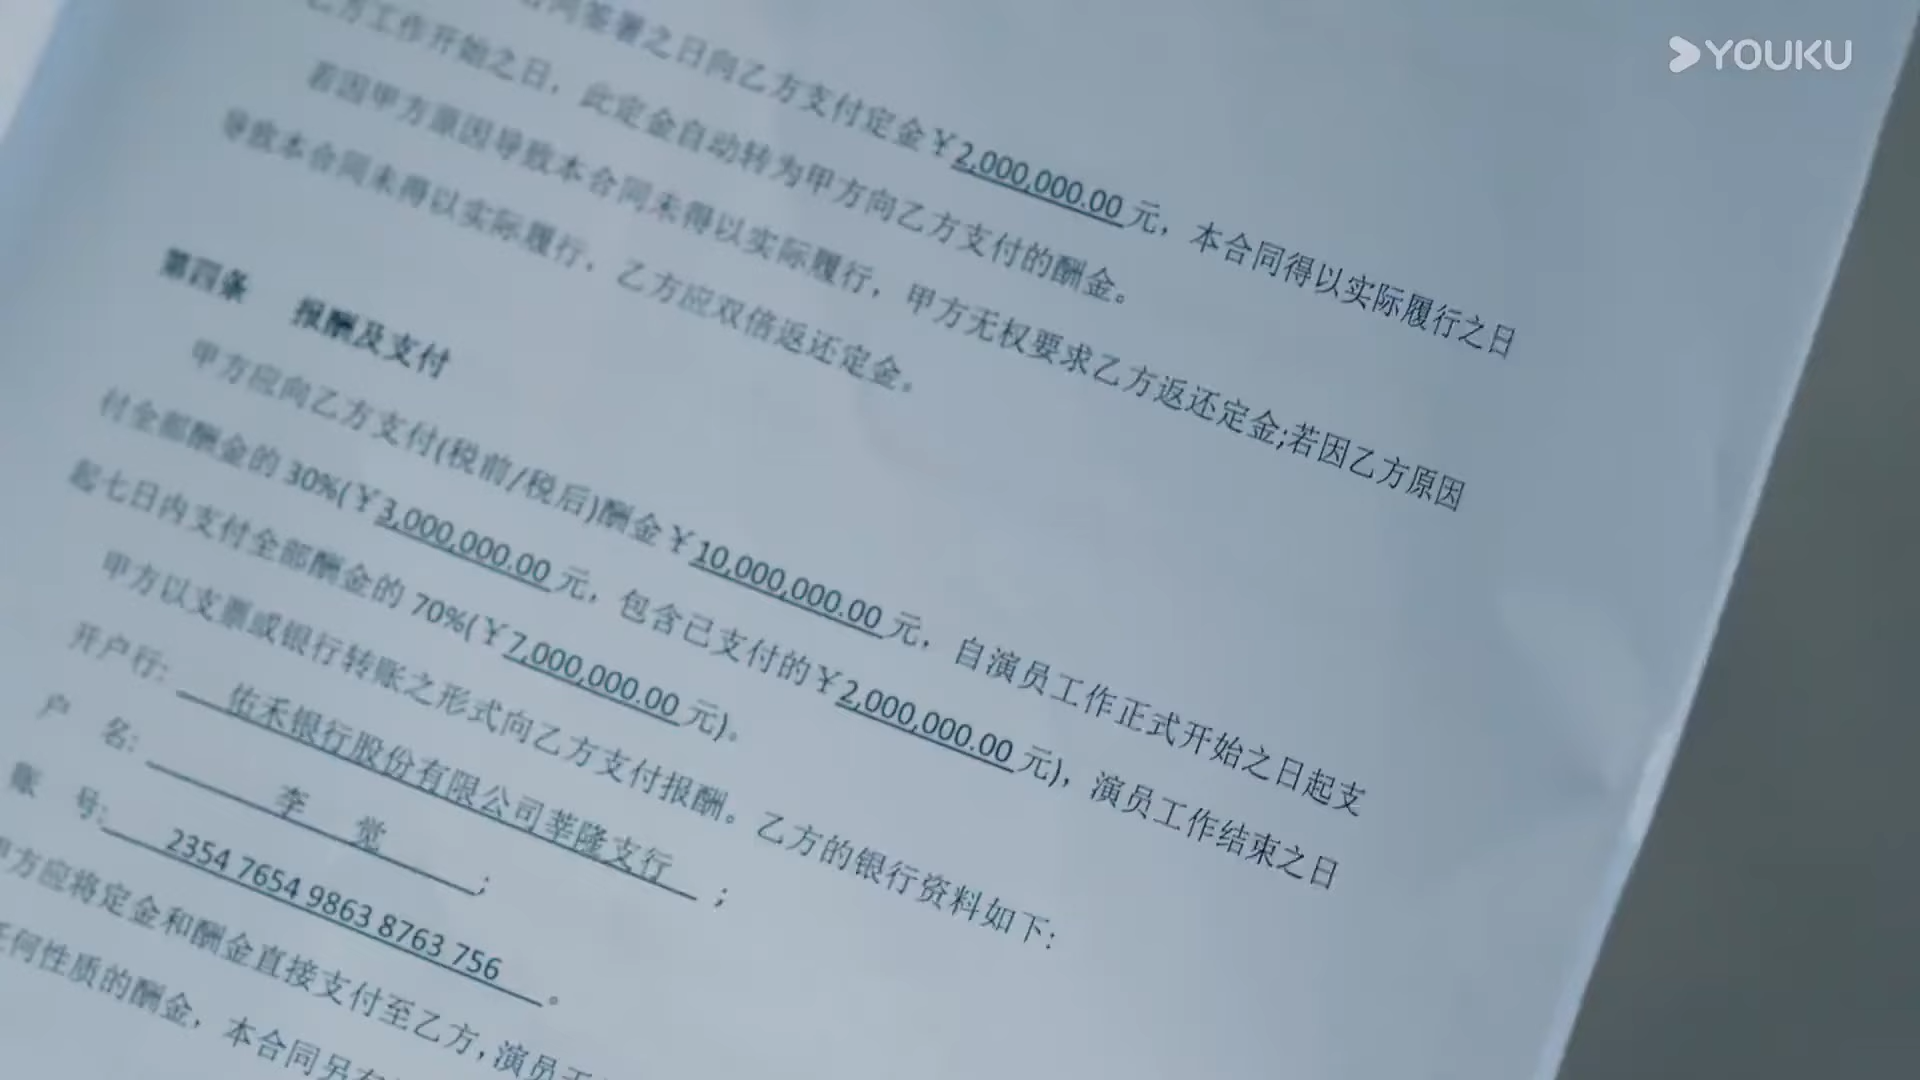 YOUKU
同签署之日向乙方支付定金￥2,000,000.00元，本合同得以实际履行之日
乙方工作开始之日，此定金自动转为甲方向乙方支付的酬金。
若因甲方原因导致本合同未得以实际履行，甲方无权要求乙方返还定金;若因乙方原因
导致本合同未得以实际履行，乙方应双倍返还定金。
第四条 报酬及支付
甲方应向乙方支付(税前/税后)酬金￥10,000,000.00元，自演员工作正式开始之日起支
付全部酬金的30%(￥3,000,000.00元，包含已支付的￥2,000,000.00元)，演员工作结束之日
起七日内支付全部酬金的70%(￥7,000,000.00元)。
甲方以支票或银行转账之形式向乙方支付报酬。乙方的银行资料如下:
开户行: 佑禾银行股份有限公司莘隆支行；
户 名: 李 觉；
账 号: 2354 7654 9863 8763 756。
甲方应将定金和酬金直接支付至乙方，演员
任何性质的酬金，本合同另有